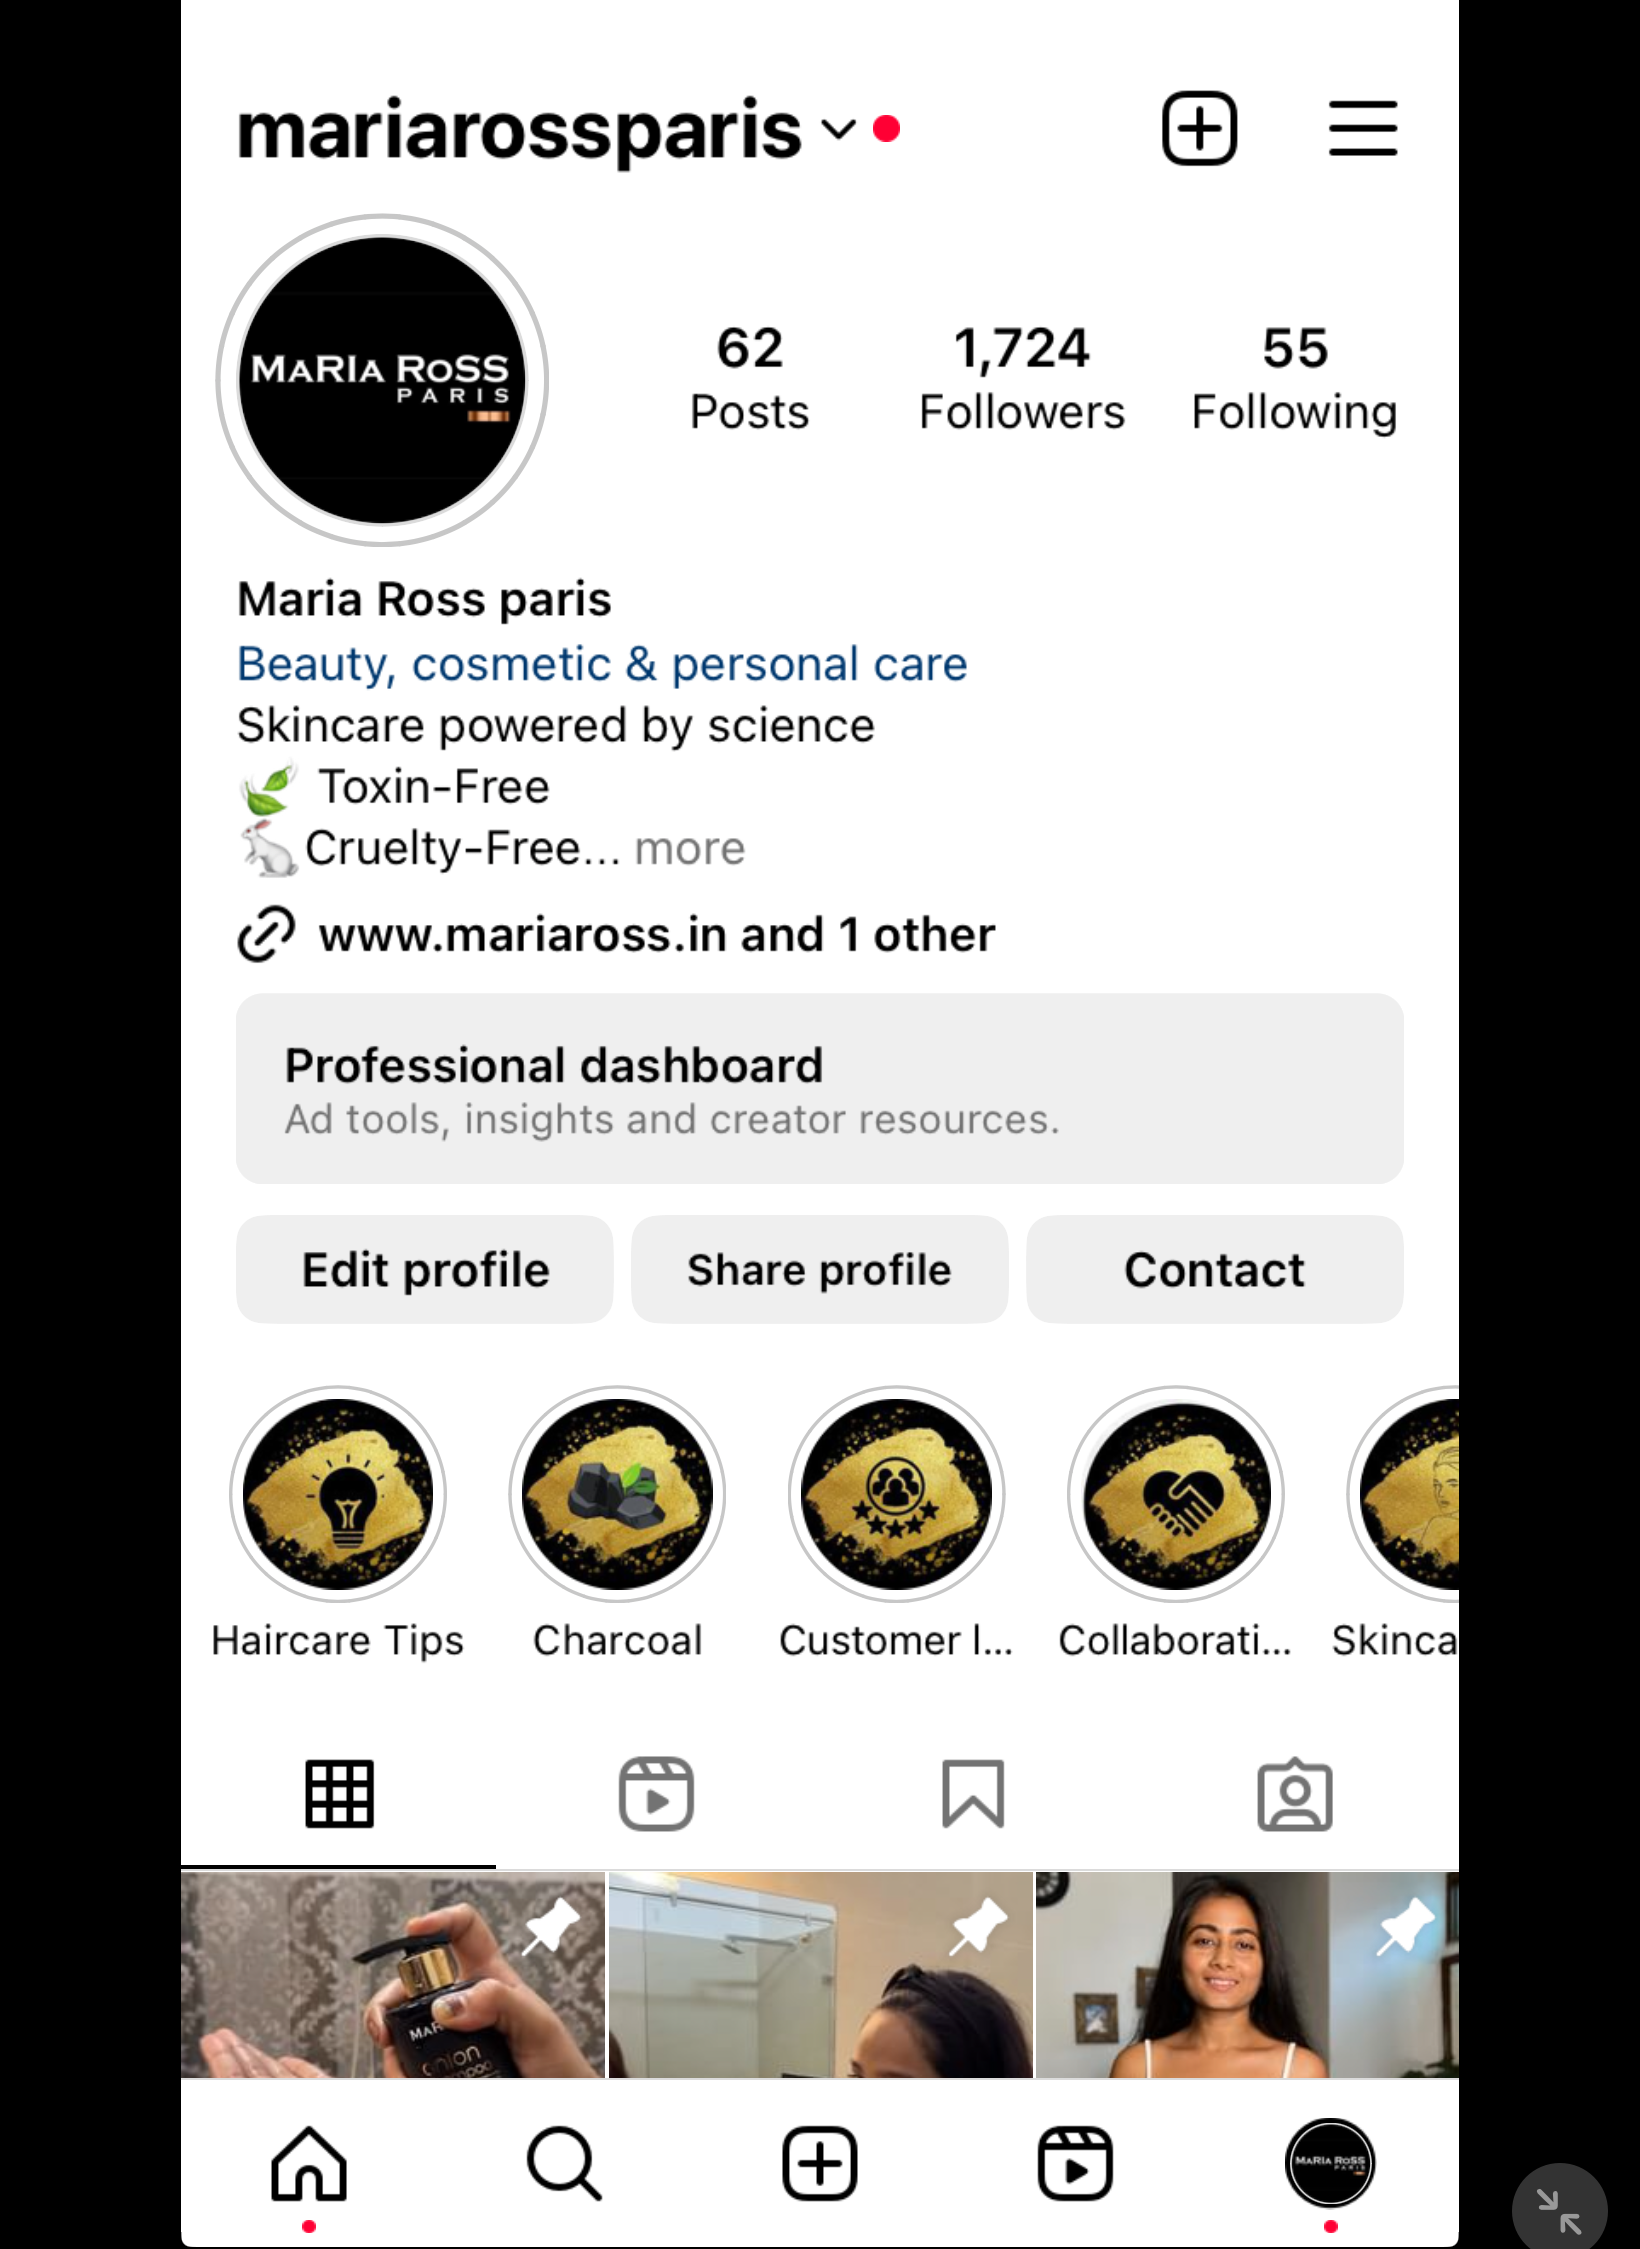 mariarossparis
MARIA ROSS
PARIS
62
Posts
1,724
Followers
55
Following
Maria Ross paris
Beauty, cosmetic & personal care
Skincare powered by science
🌿 Toxin-Free
🐇Cruelty-Free... more
www.mariaross.in and 1 other
Professional dashboard
Ad tools, insights and creator resources.
Edit profile
Share profile
Contact
Haircare Tips
Charcoal
Customer l...
Collaborati...
Skinca
MAR
onion
MARIA ROSS
PARIS